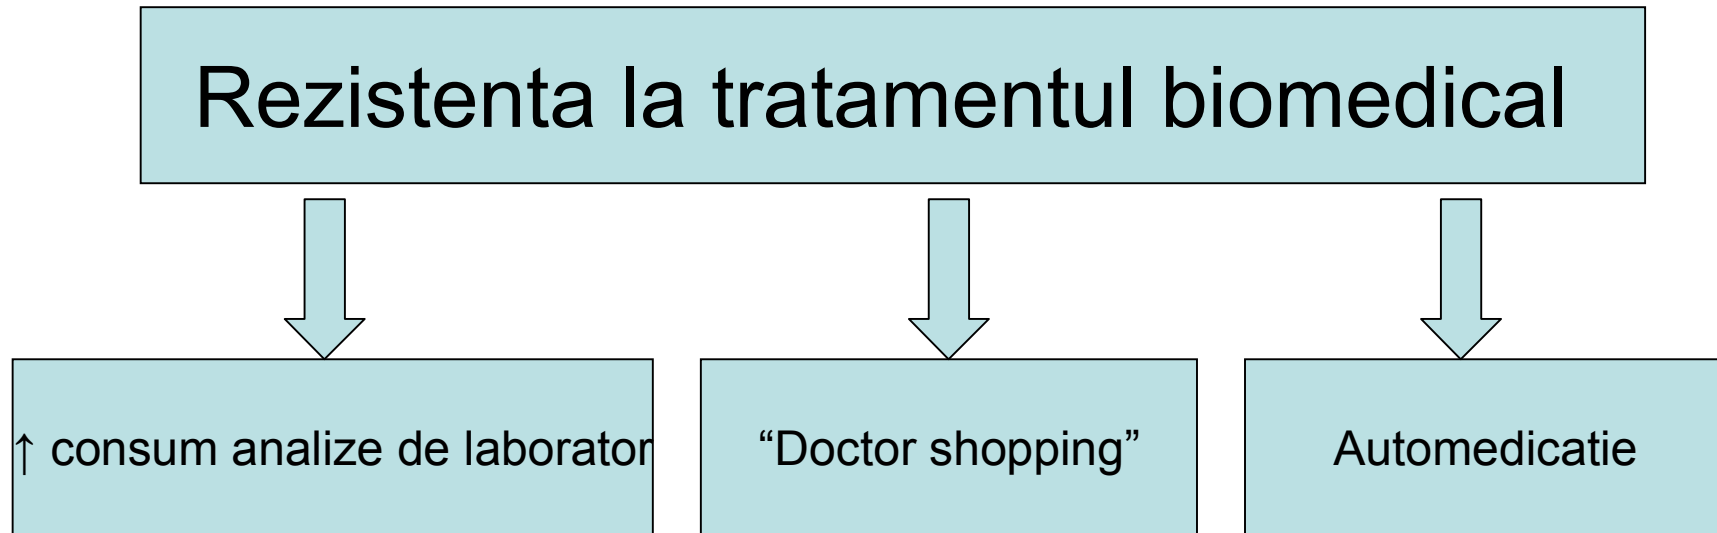 Rezistenta la tratamentul biomedical
↑ consum analize de laborator
“Doctor shopping”
Automedicatie